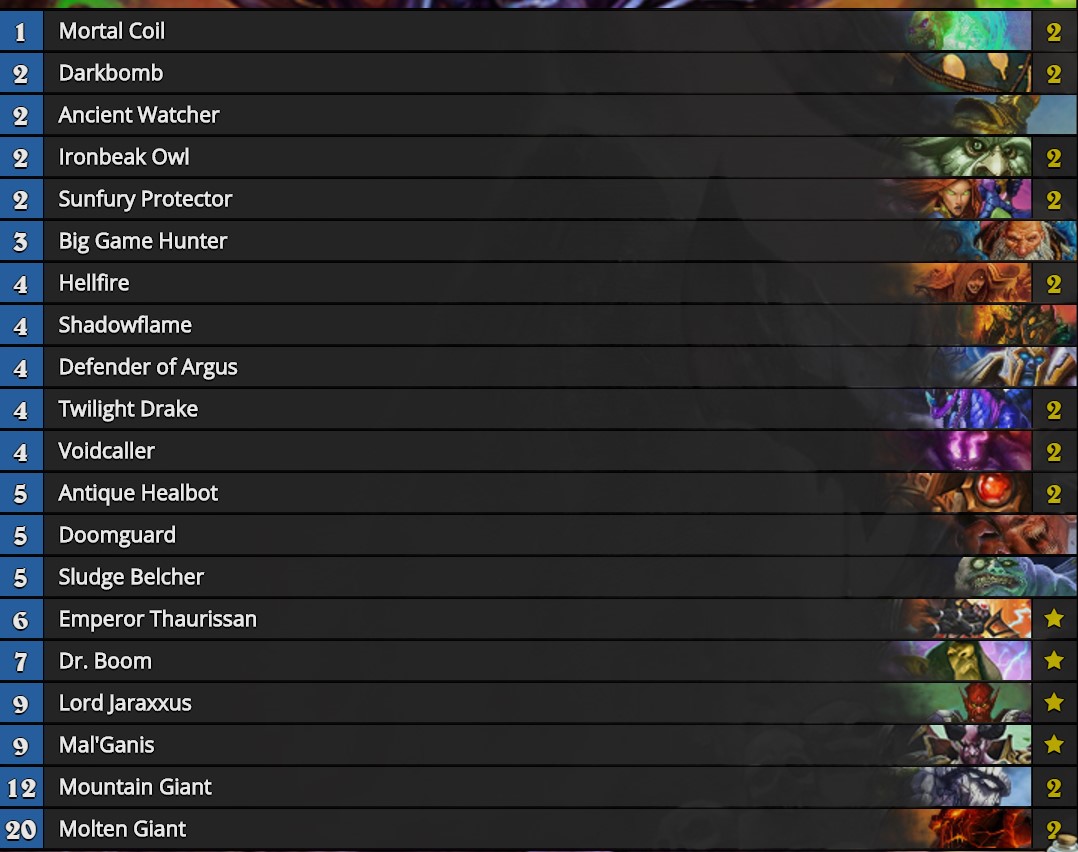 1 Mortal Coil 2
2 Darkbomb 2
2 Ancient Watcher
2 Ironbeak Owl 2
2 Sunfury Protector 2
3 Big Game Hunter
4 Hellfire 2
4 Shadowflame
4 Defender of Argus
4 Twilight Drake 2
4 Voidcaller 2
5 Antique Healbot 2
5 Doomguard
5 Sludge Belcher
6 Emperor Thaurissan
7 Dr. Boom
9 Lord Jaraxxus
9 Mal'Ganis
12 Mountain Giant 2
20 Molten Giant 2